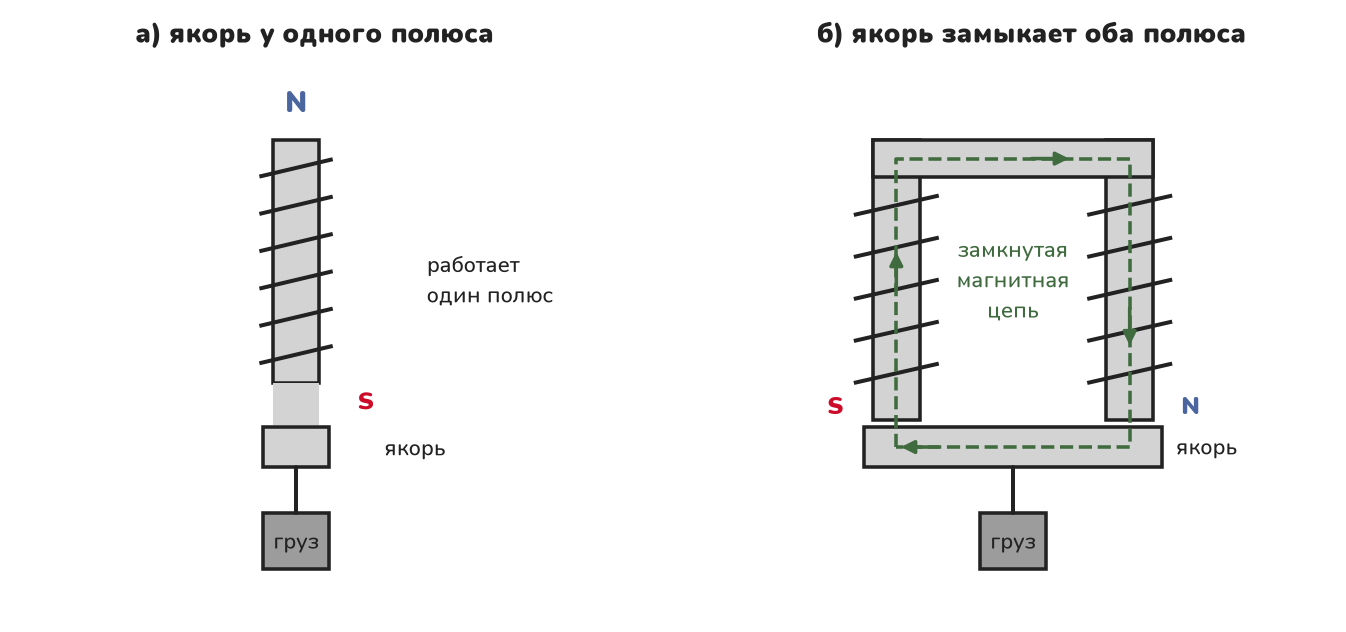 а) якорь у одного полюса
N
работает
один полюс
S
якорь
груз
б) якорь замыкает оба полюса
замкнутая
магнитная
цепь
S
N
якорь
груз